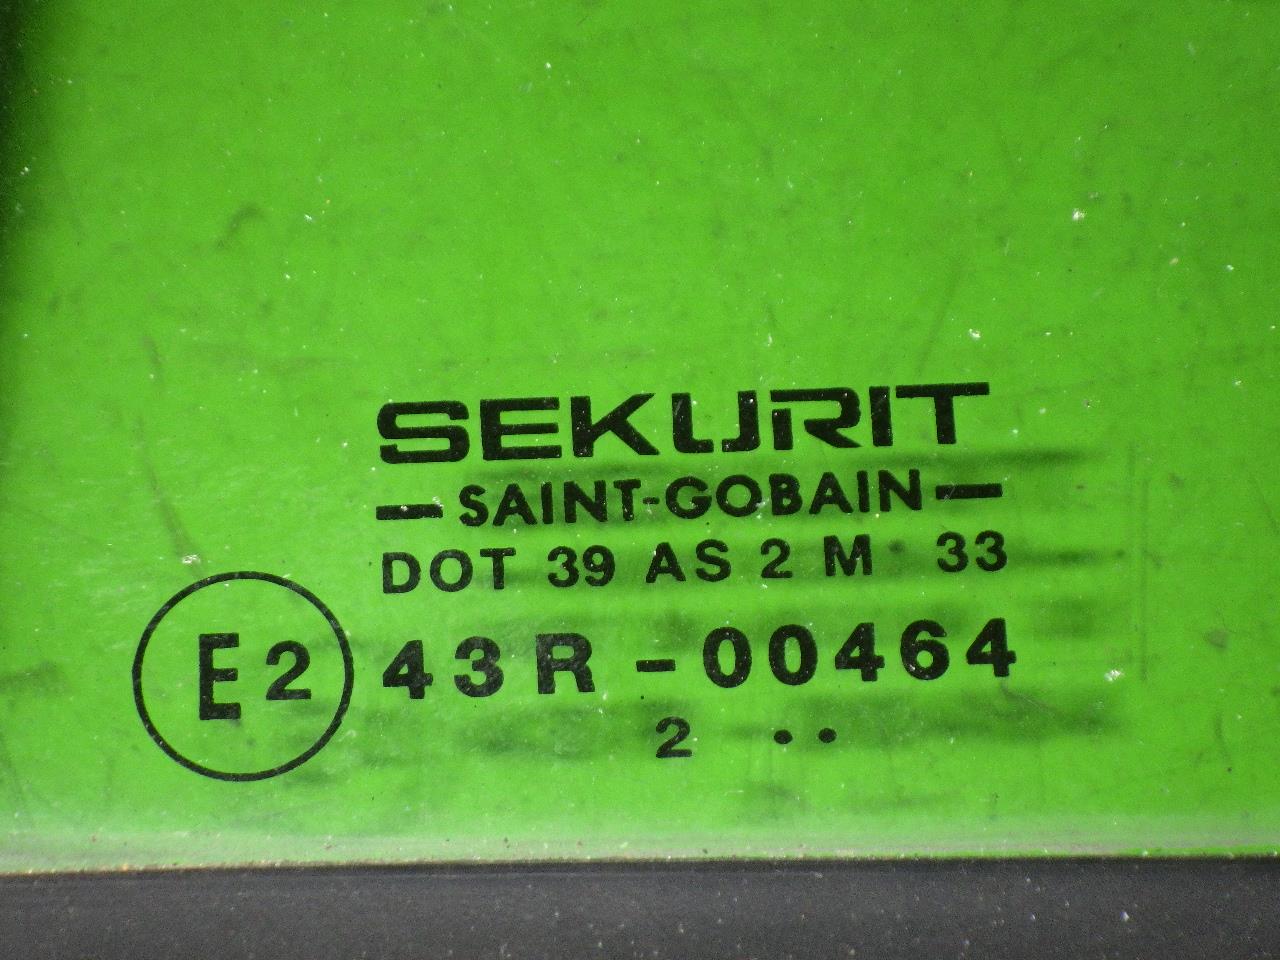 SEKURIT
SAINT-GOBAIN
DOT 39 AS 2 M 33
E2 43R-00464
2 ••